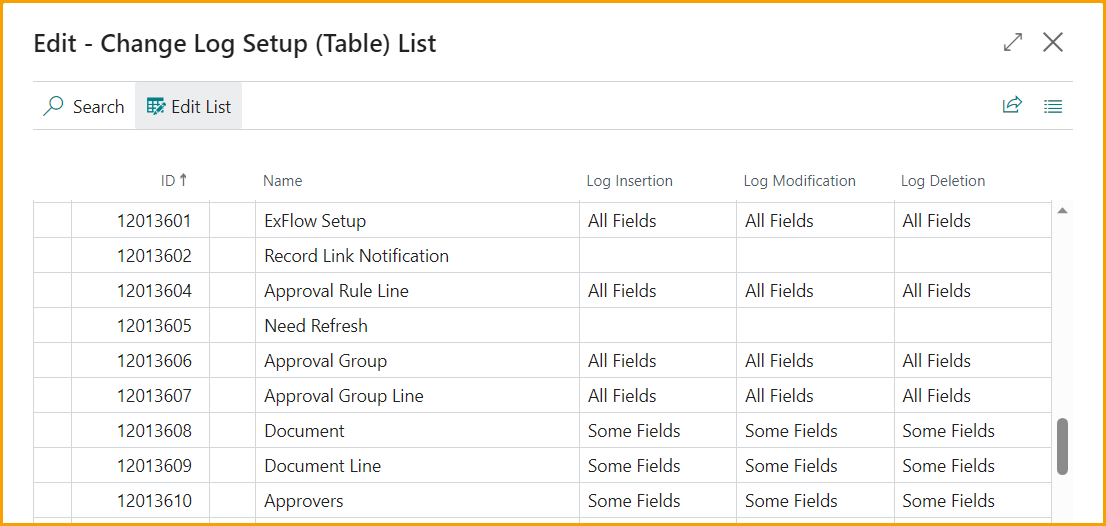 Edit - Change Log Setup (Table) List
Search Edit List
ID↑ Name Log Insertion Log Modification Log Deletion
12013601 ExFlow Setup All Fields All Fields All Fields
12013602 Record Link Notification
12013604 Approval Rule Line All Fields All Fields All Fields
12013605 Need Refresh
12013606 Approval Group All Fields All Fields All Fields
12013607 Approval Group Line All Fields All Fields All Fields
12013608 Document Some Fields Some Fields Some Fields
12013609 Document Line Some Fields Some Fields Some Fields
12013610 Approvers Some Fields Some Fields Some Fields